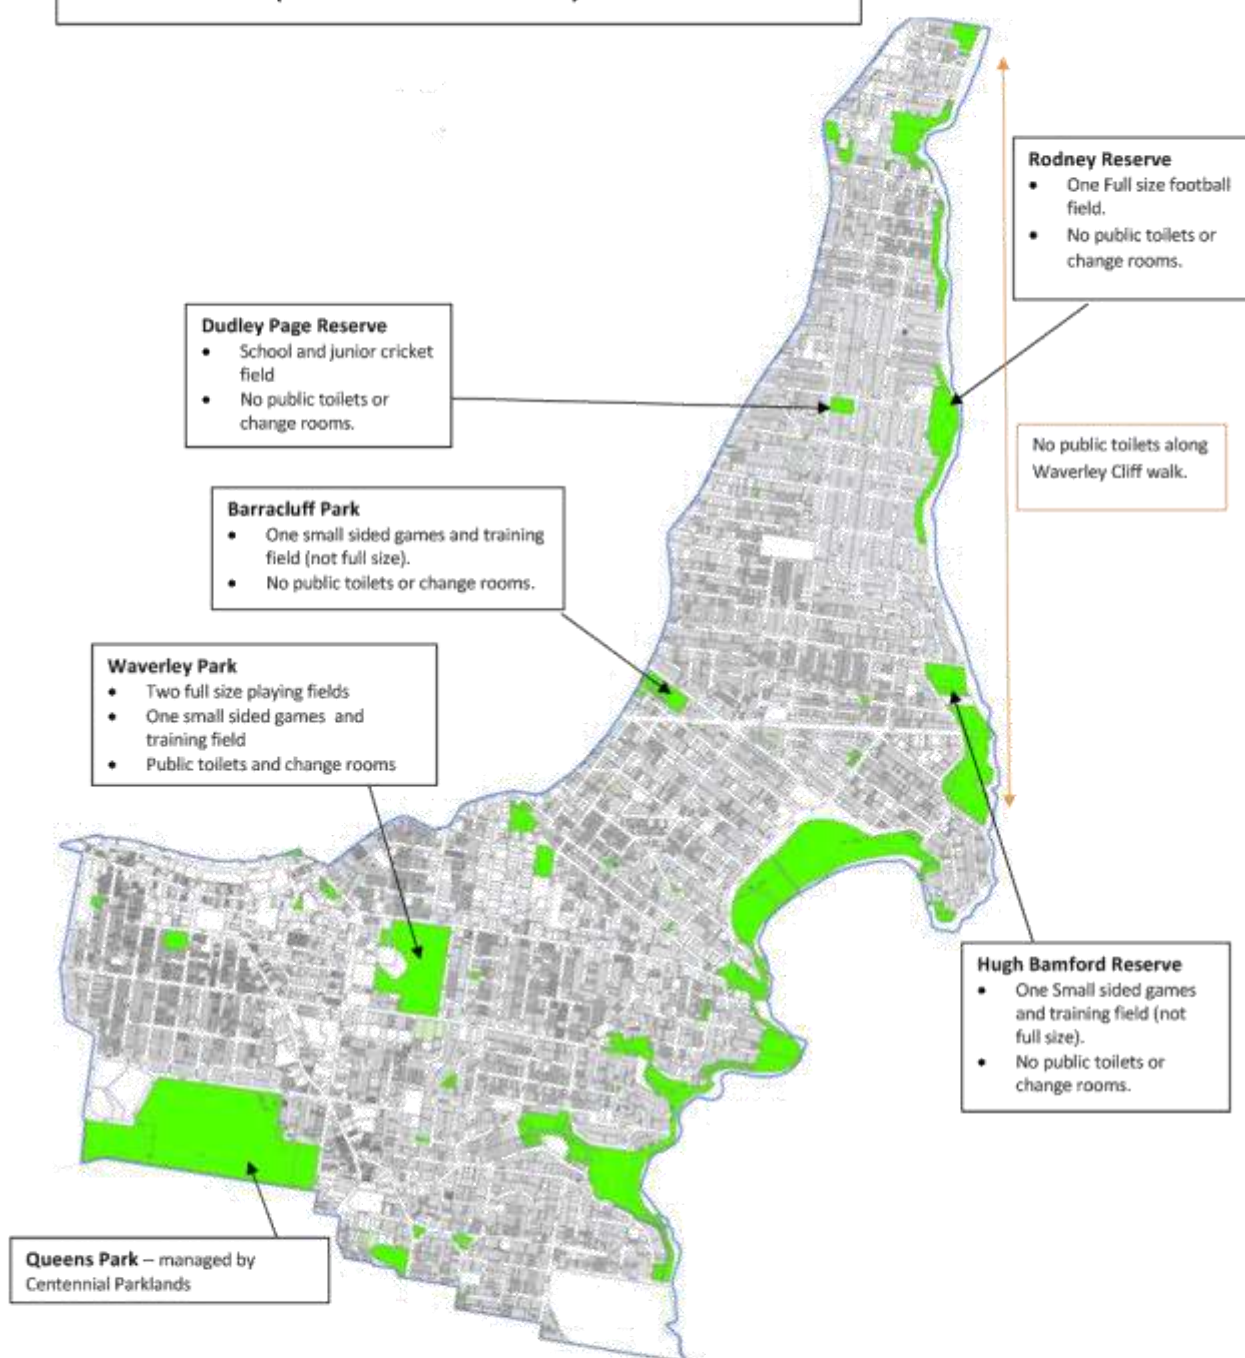 Rodney Reserve
• One Full size football
field.
• No public toilets or
change rooms.
Dudley Page Reserve
• School and junior cricket
field
• No public toilets or
change rooms.
No public toilets along
Waverley Cliff walk.
Barracluff Park
• One small sided games and training
field (not full size).
• No public toilets or change rooms.
Waverley Park
• Two full size playing fields
• One small sided games and
training field
• Public toilets and change rooms
Hugh Bamford Reserve
• One Small sided games
and training field (not
full size).
• No public toilets or
change rooms.
Queens Park – managed by
Centennial Parklands